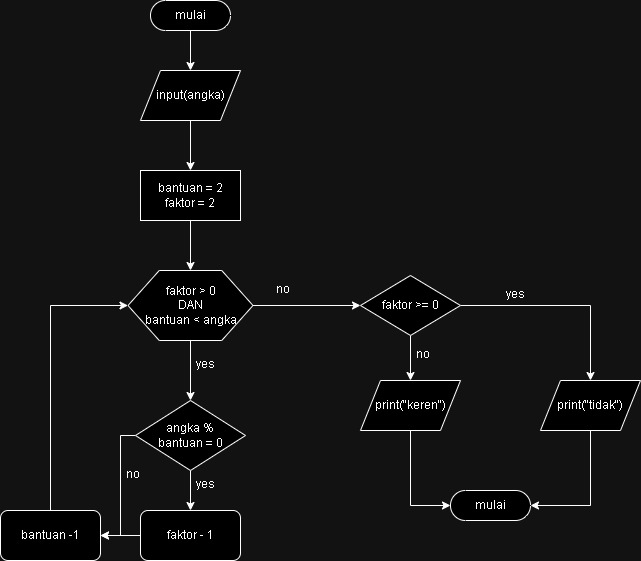 mulai
input(angka)
bantuan = 2
faktor = 2
faktor > 0
DAN
bantuan < angka
no
faktor >= 0
yes
yes
no
print("keren")
print("tidak")
angka %
bantuan = 0
no
yes
mulai
bantuan -1
faktor - 1